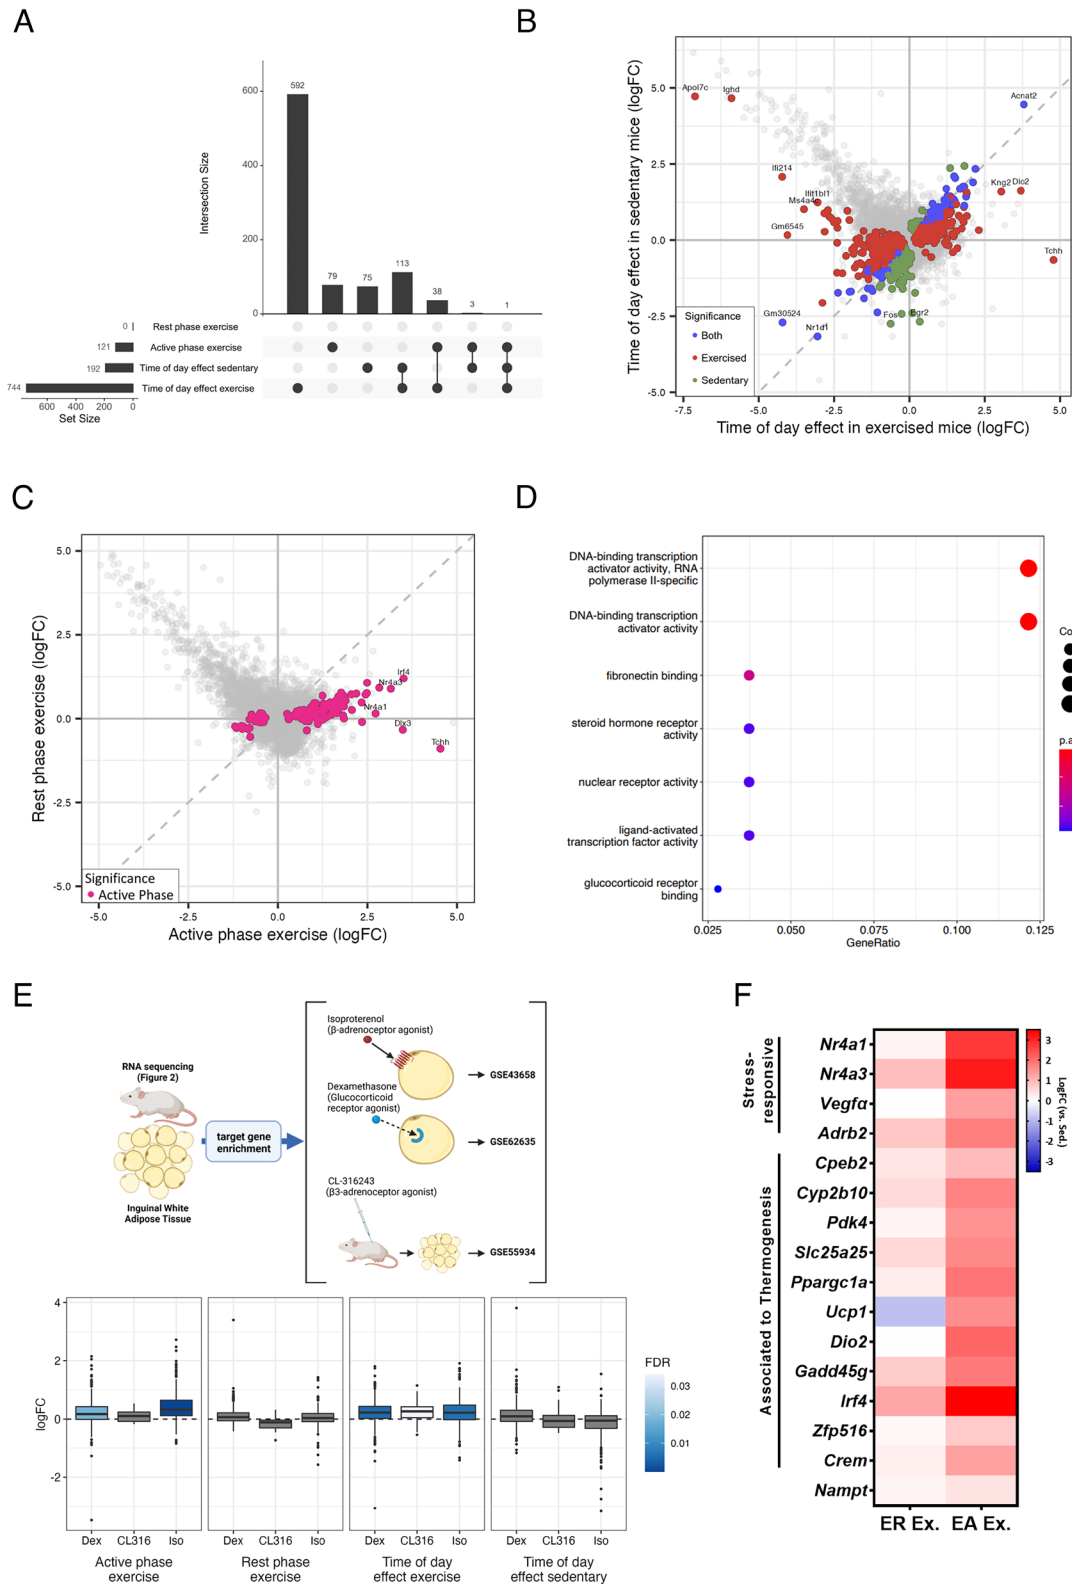 A
592
600
400
200
0
Intersection Size
79
75
113
38
3
1
0
Rest phase exercise
121
Active phase exercise
192
Time of day effect sedentary
744
Time of day effect exercise
600 400 200 0
Set Size
B
5.0
2.5
0.0
-2.5
-5.0
Time of day effect in sedentary mice (logFC)
Apol7c
Ighd
Acnat2
Ifi214
Ifit1bl1
Ms4a4c
Kng2
Dio2
Gm6545
Tchh
Gm30524
Nr1d1
Fos
Egr2
Significance
Both
Exercised
Sedentary
-7.5 -5.0 -2.5 0.0 2.5 5.0
Time of day effect in exercised mice (logFC)
C
5.0
2.5
0.0
-2.5
-5.0
Rest phase exercise (logFC)
Irf4
Nr4a3
Nr4a1
Dlx3
Tchh
Significance
Active Phase
-5.0 -2.5 0.0 2.5 5.0
Active phase exercise (logFC)
D
DNA-binding transcription
activator activity, RNA
polymerase II-specific
DNA-binding transcription
activator activity
fibronectin binding
steroid hormone receptor
activity
nuclear receptor activity
ligand-activated
transcription factor activity
glucocorticoid receptor
binding
0.025 0.050 0.075 0.100 0.125
GeneRatio
Co
p.a
E
RNA sequencing
(Figure 2)
Inguinal White
Adipose Tissue
target gene
enrichment
Isoproterenol
(β-adrenoceptor agonist)
GSE43658
Dexamethasone
(Glucocorticoid
receptor agonist)
GSE62635
CL-316243
(β3-adrenoceptor agonist)
GSE55934
4
2
0
-2
logFC
Dex CL316 Iso
Active phase
exercise
Dex CL316 Iso
Rest phase
exercise
Dex CL316 Iso
Time of day
effect exercise
Dex CL316 Iso
Time of day
effect sedentary
FDR
0.03
0.02
0.01
F
Stress-
responsive
Associated to Thermogenesis
Nr4a1
Nr4a3
Vegfα
Adrb2
Cpeb2
Cyp2b10
Pdk4
Slc25a25
Ppargc1a
Ucp1
Dio2
Gadd45g
Irf4
Zfp516
Crem
Nampt
ER Ex. EA Ex.
3
2
1
0
-1
-2
-3
LogFC (vs. Sed.)